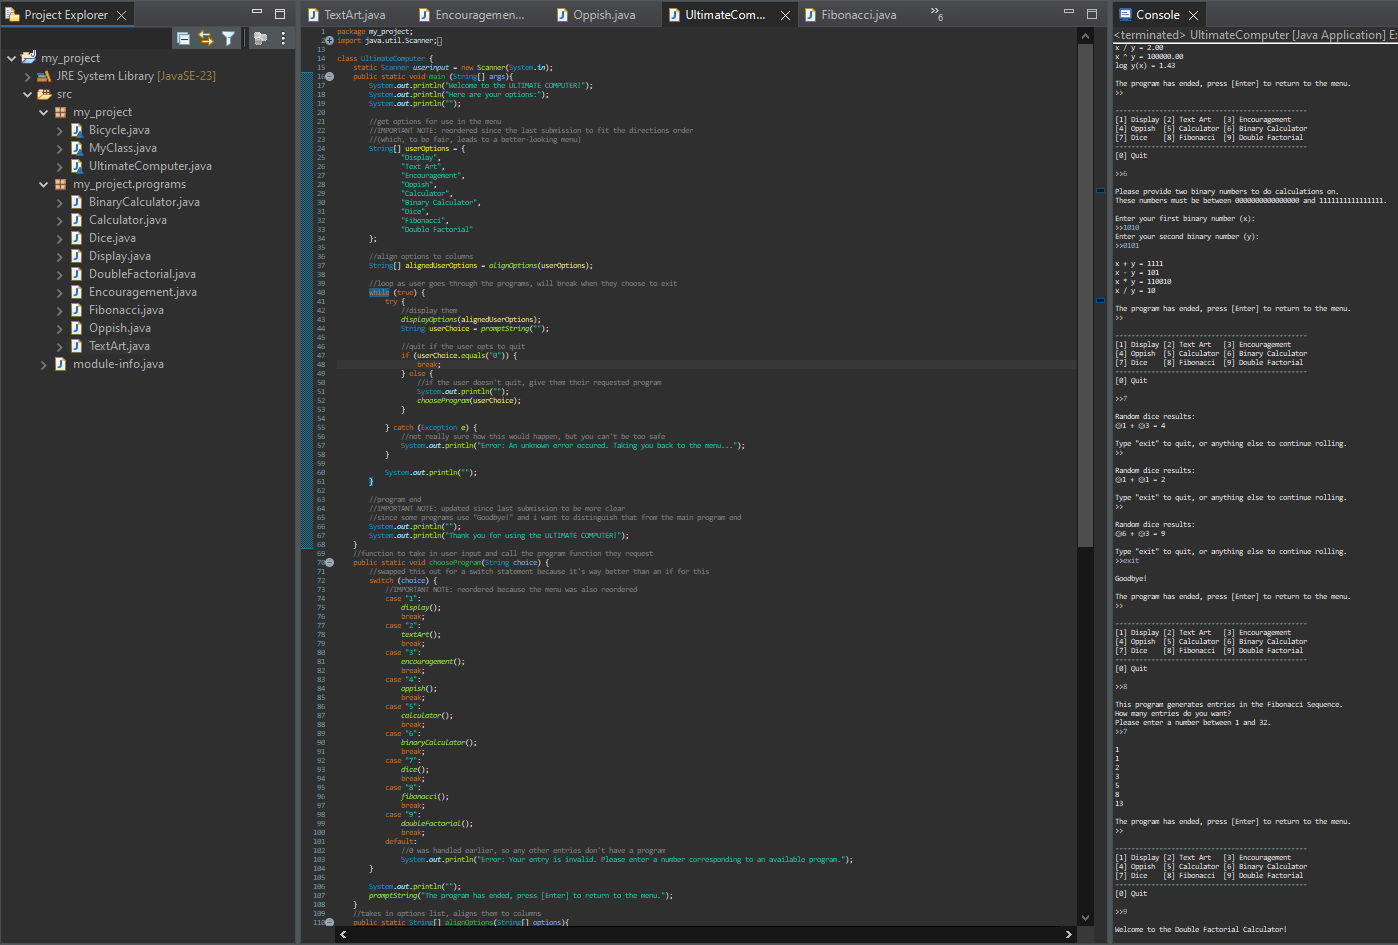 Project Explorer
my_project
JRE System Library [JavaSE-23]
src
my_project
Bicycle.java
MyClass.java
UltimateComputer.java
my_project.programs
BinaryCalculator.java
Calculator.java
Dice.java
Display.java
DoubleFactorial.java
Encouragement.java
Fibonacci.java
Oppish.java
TextArt.java
module-info.java
TextArt.java
Encouragemen...
Oppish.java
UltimateCom...
Fibonacci.java
»6
1 package my_project;
2 import java.util.Scanner;
13
14 class UltimateComputer {
15 static Scanner userinput = new Scanner(System.in);
16 public static void main (String[] args){
17 System.out.println("Welcome to the ULTIMATE COMPUTER!");
18 System.out.println("Here are your options:");
19 System.out.println("");
20
21 //get options for use in the menu
22 //IMPORTANT NOTE: reordered since the last submission to fit the directions order
23 //(which, to be fair, leads to a better-looking menu)
24 String[] userOptions = {
25 "Display",
26 "Text Art",
27 "Encouragement",
28 "Oppish",
29 "Calculator",
30 "Binary Calculator",
31 "Dice",
32 "Fibonacci",
33 "Double Factorial"
34 };
35
36 //align options to columns
37 String[] alignedUserOptions = alignOptions(userOptions);
38
39 //loop as user goes through the programs, will break when they choose to exit
40 while (true) {
41 try {
42 //display them
43 displayOptions(alignedUserOptions);
44 String userChoice = promptString("");
45
46 //quit if the user opts to quit
47 if (userChoice.equals("0")) {
48 break;
49 } else {
50 //if the user doesn't quit, give them their requested program
51 System.out.println("");
52 chooseProgram(userChoice);
53 }
54
55 } catch (Exception e) {
56 //not really sure how this would happen, but you can't be too safe
57 System.out.println("Error: An unknown error occured. Taking you back to the menu...");
58 }
59
60 System.out.println("");
61 }
62
63 //program end
64 //IMPORTANT NOTE: updated since last submission to be more clear
65 //since some programs use "Goodbye!" and i want to distinguish that from the main program end
66 System.out.println("");
67 System.out.println("Thank you for using the ULTIMATE COMPUTER!");
68 }
69 //function to take in user input and call the program function they request
70 public static void chooseProgram(String choice) {
71 //swapped this out for a switch statement because it's way better than an if for this
72 switch (choice) {
73 //IMPORTANT NOTE: reordered because the menu was also reordered
74 case "1":
75 display();
76 break;
77 case "2":
78 textArt();
79 break;
80 case "3":
81 encouragement();
82 break;
83 case "4":
84 oppish();
85 break;
86 case "5":
87 calculator();
88 break;
89 case "6":
90 binaryCalculator();
91 break;
92 case "7":
93 dice();
94 break;
95 case "8":
96 fibonacci();
97 break;
98 case "9":
99 doubleFactorial();
100 break;
101 default:
102 //0 was handled earlier, so any other entries don't have a program
103 System.out.println("Error: Your entry is invalid. Please enter a number corresponding to an available program.");
104 }
105
106 System.out.println("");
107 promptString("The program has ended, press [Enter] to return to the menu.");
108 }
109 //takes in options list, aligns them to columns
110 public static String[] alignOptions(String[] options){
Console
<terminated> UltimateComputer [Java Application] E:
x / y = 2.00
x ^ y = 100000.00
log y(x) = 1.43
The program has ended, press [Enter] to return to the menu.
>>
------------------------------------------------
[1] Display [2] Text Art [3] Encouragement
[4] Oppish [5] Calculator [6] Binary Calculator
[7] Dice [8] Fibonacci [9] Double Factorial
------------------------------------------------
[0] Quit
>>6
Please provide two binary numbers to do calculations on.
These numbers must be between 0000000000000000 and 1111111111111111.
Enter your first binary number (x):
>>1010
Enter your second binary number (y):
>>0101
x + y = 1111
x - y = 101
x * y = 110010
x / y = 10
The program has ended, press [Enter] to return to the menu.
>>
------------------------------------------------
[1] Display [2] Text Art [3] Encouragement
[4] Oppish [5] Calculator [6] Binary Calculator
[7] Dice [8] Fibonacci [9] Double Factorial
------------------------------------------------
[0] Quit
>>7
Random dice results:
🎲1 + 🎲3 = 4
Type "exit" to quit, or anything else to continue rolling.
>>
Random dice results:
🎲1 + 🎲1 = 2
Type "exit" to quit, or anything else to continue rolling.
>>
Random dice results:
🎲6 + 🎲3 = 9
Type "exit" to quit, or anything else to continue rolling.
>>exit
Goodbye!
The program has ended, press [Enter] to return to the menu.
>>
------------------------------------------------
[1] Display [2] Text Art [3] Encouragement
[4] Oppish [5] Calculator [6] Binary Calculator
[7] Dice [8] Fibonacci [9] Double Factorial
------------------------------------------------
[0] Quit
>>8
This program generates entries in the Fibonacci Sequence.
How many entries do you want?
Please enter a number between 1 and 32.
>>7
1
1
2
3
5
8
13
The program has ended, press [Enter] to return to the menu.
>>
------------------------------------------------
[1] Display [2] Text Art [3] Encouragement
[4] Oppish [5] Calculator [6] Binary Calculator
[7] Dice [8] Fibonacci [9] Double Factorial
------------------------------------------------
[0] Quit
>>9
Welcome to the Double Factorial Calculator!